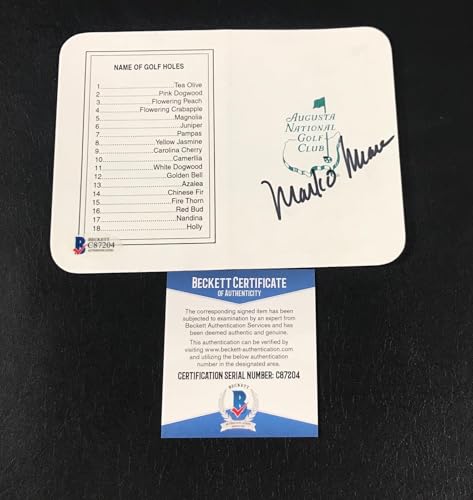 NAME OF GOLF HOLES
1 ........ Tea Olive
2 ........ Pink Dogwood
3 ........ Flowering Peach
4 ........ Flowering Crabapple
5 ........ Magnolia
6 ........ Juniper
7 ........ Pampas
8 ........ Yellow Jasmine
9 ........ Carolina Cherry
10 ........ Camerllia
11 ........ White Dogwood
12 ........ Golden Bell
13 ........ Azalea
14 ........ Chinese Fir
15 ........ Fire Thorn
16 ........ Red Bud
17 ........ Nandina
18 ........ Holly
BECKETT
C87204
AUGUSTA
NATIONAL
GOLF
CLUB
Mark O'Meara
BECKETT CERTIFICATE
OF AUTHENTICITY
The corresponding signed item has been
subjected to examination by an expert from
Beckett Authentication Services and has
been deemed authentic and genuine.
This authentication can be verified by
visiting www.beckett-authentication.com
and utilizing the below authentication
number in the designated area.
CERTIFICATION SERIAL NUMBER: C87204
BECKETT
B